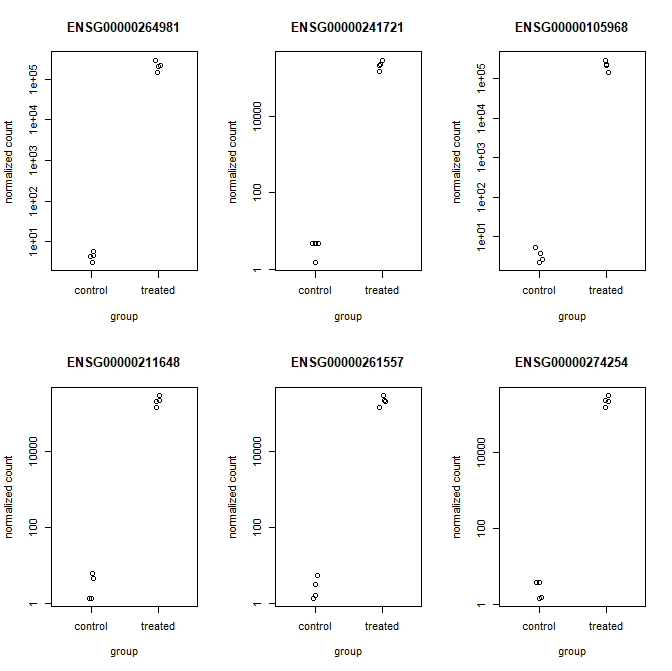 ENSG00000264981
normalized count
1e+05
1e+04
1e+03
1e+02
1e+01
control
treated
group
ENSG00000241721
normalized count
10000
100
1
control
treated
group
ENSG00000105968
normalized count
1e+05
1e+04
1e+03
1e+02
1e+01
control
treated
group
ENSG00000211648
normalized count
10000
100
1
control
treated
group
ENSG00000261557
normalized count
10000
100
1
control
treated
group
ENSG00000274254
normalized count
10000
100
1
control
treated
group